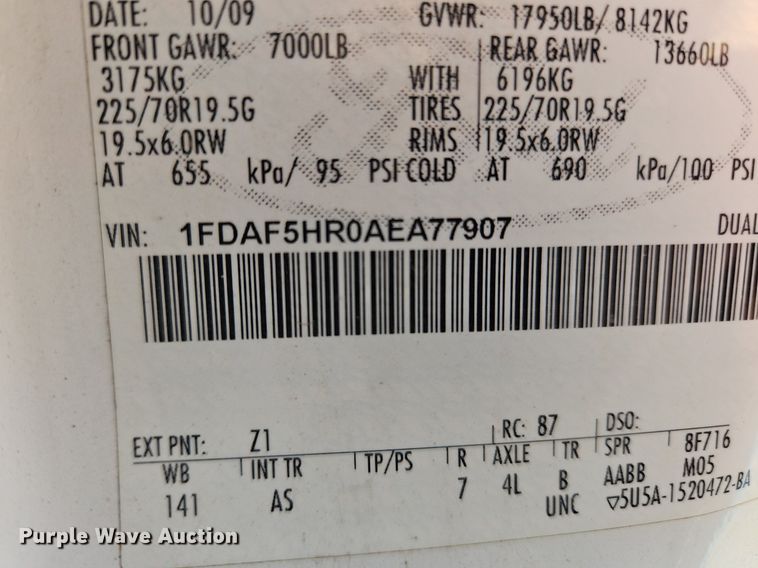 DATE: 10/09 GVWR: 17950LB/ 8142KG
FRONT GAWR: 7000LB REAR GAWR: 13660LB
3175KG WITH 6196KG
225/70R19.5G TIRES 225/70R19.5G
19.5x6.0RW RIMS 19.5x6.0RW
AT 655 kPa/ 95 PSI COLD AT 690 kPa/100 PSI
VIN: 1FDAF5HR0AEA77907 DUAL
EXT PNT: Z1 RC: 87 DSO:
WB INT TR TP/PS R AXLE TR SPR 8F716
141 AS 7 4L B AABB M05
UNC ▽5U5A-1520472-BA
Purple Wave Auction